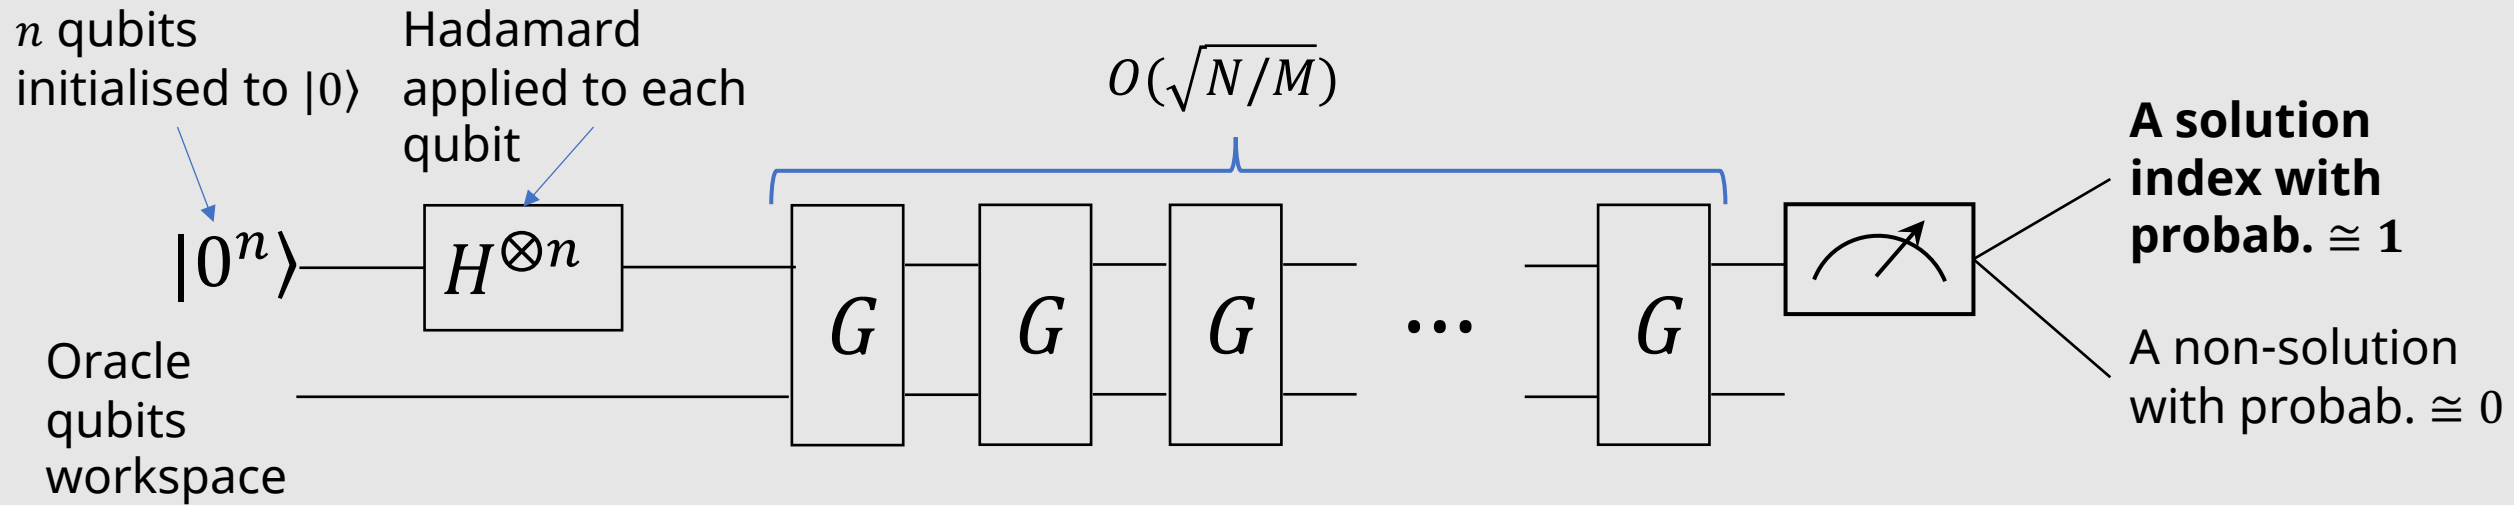 n qubits
initialised to |0⟩
Hadamard
applied to each
qubit
O(√N/M)
|0ⁿ⟩
H⊗n
G
G
G
...
G
A solution
index with
probab. ≅ 1
Oracle
qubits
workspace
A non-solution
with probab. ≅ 0